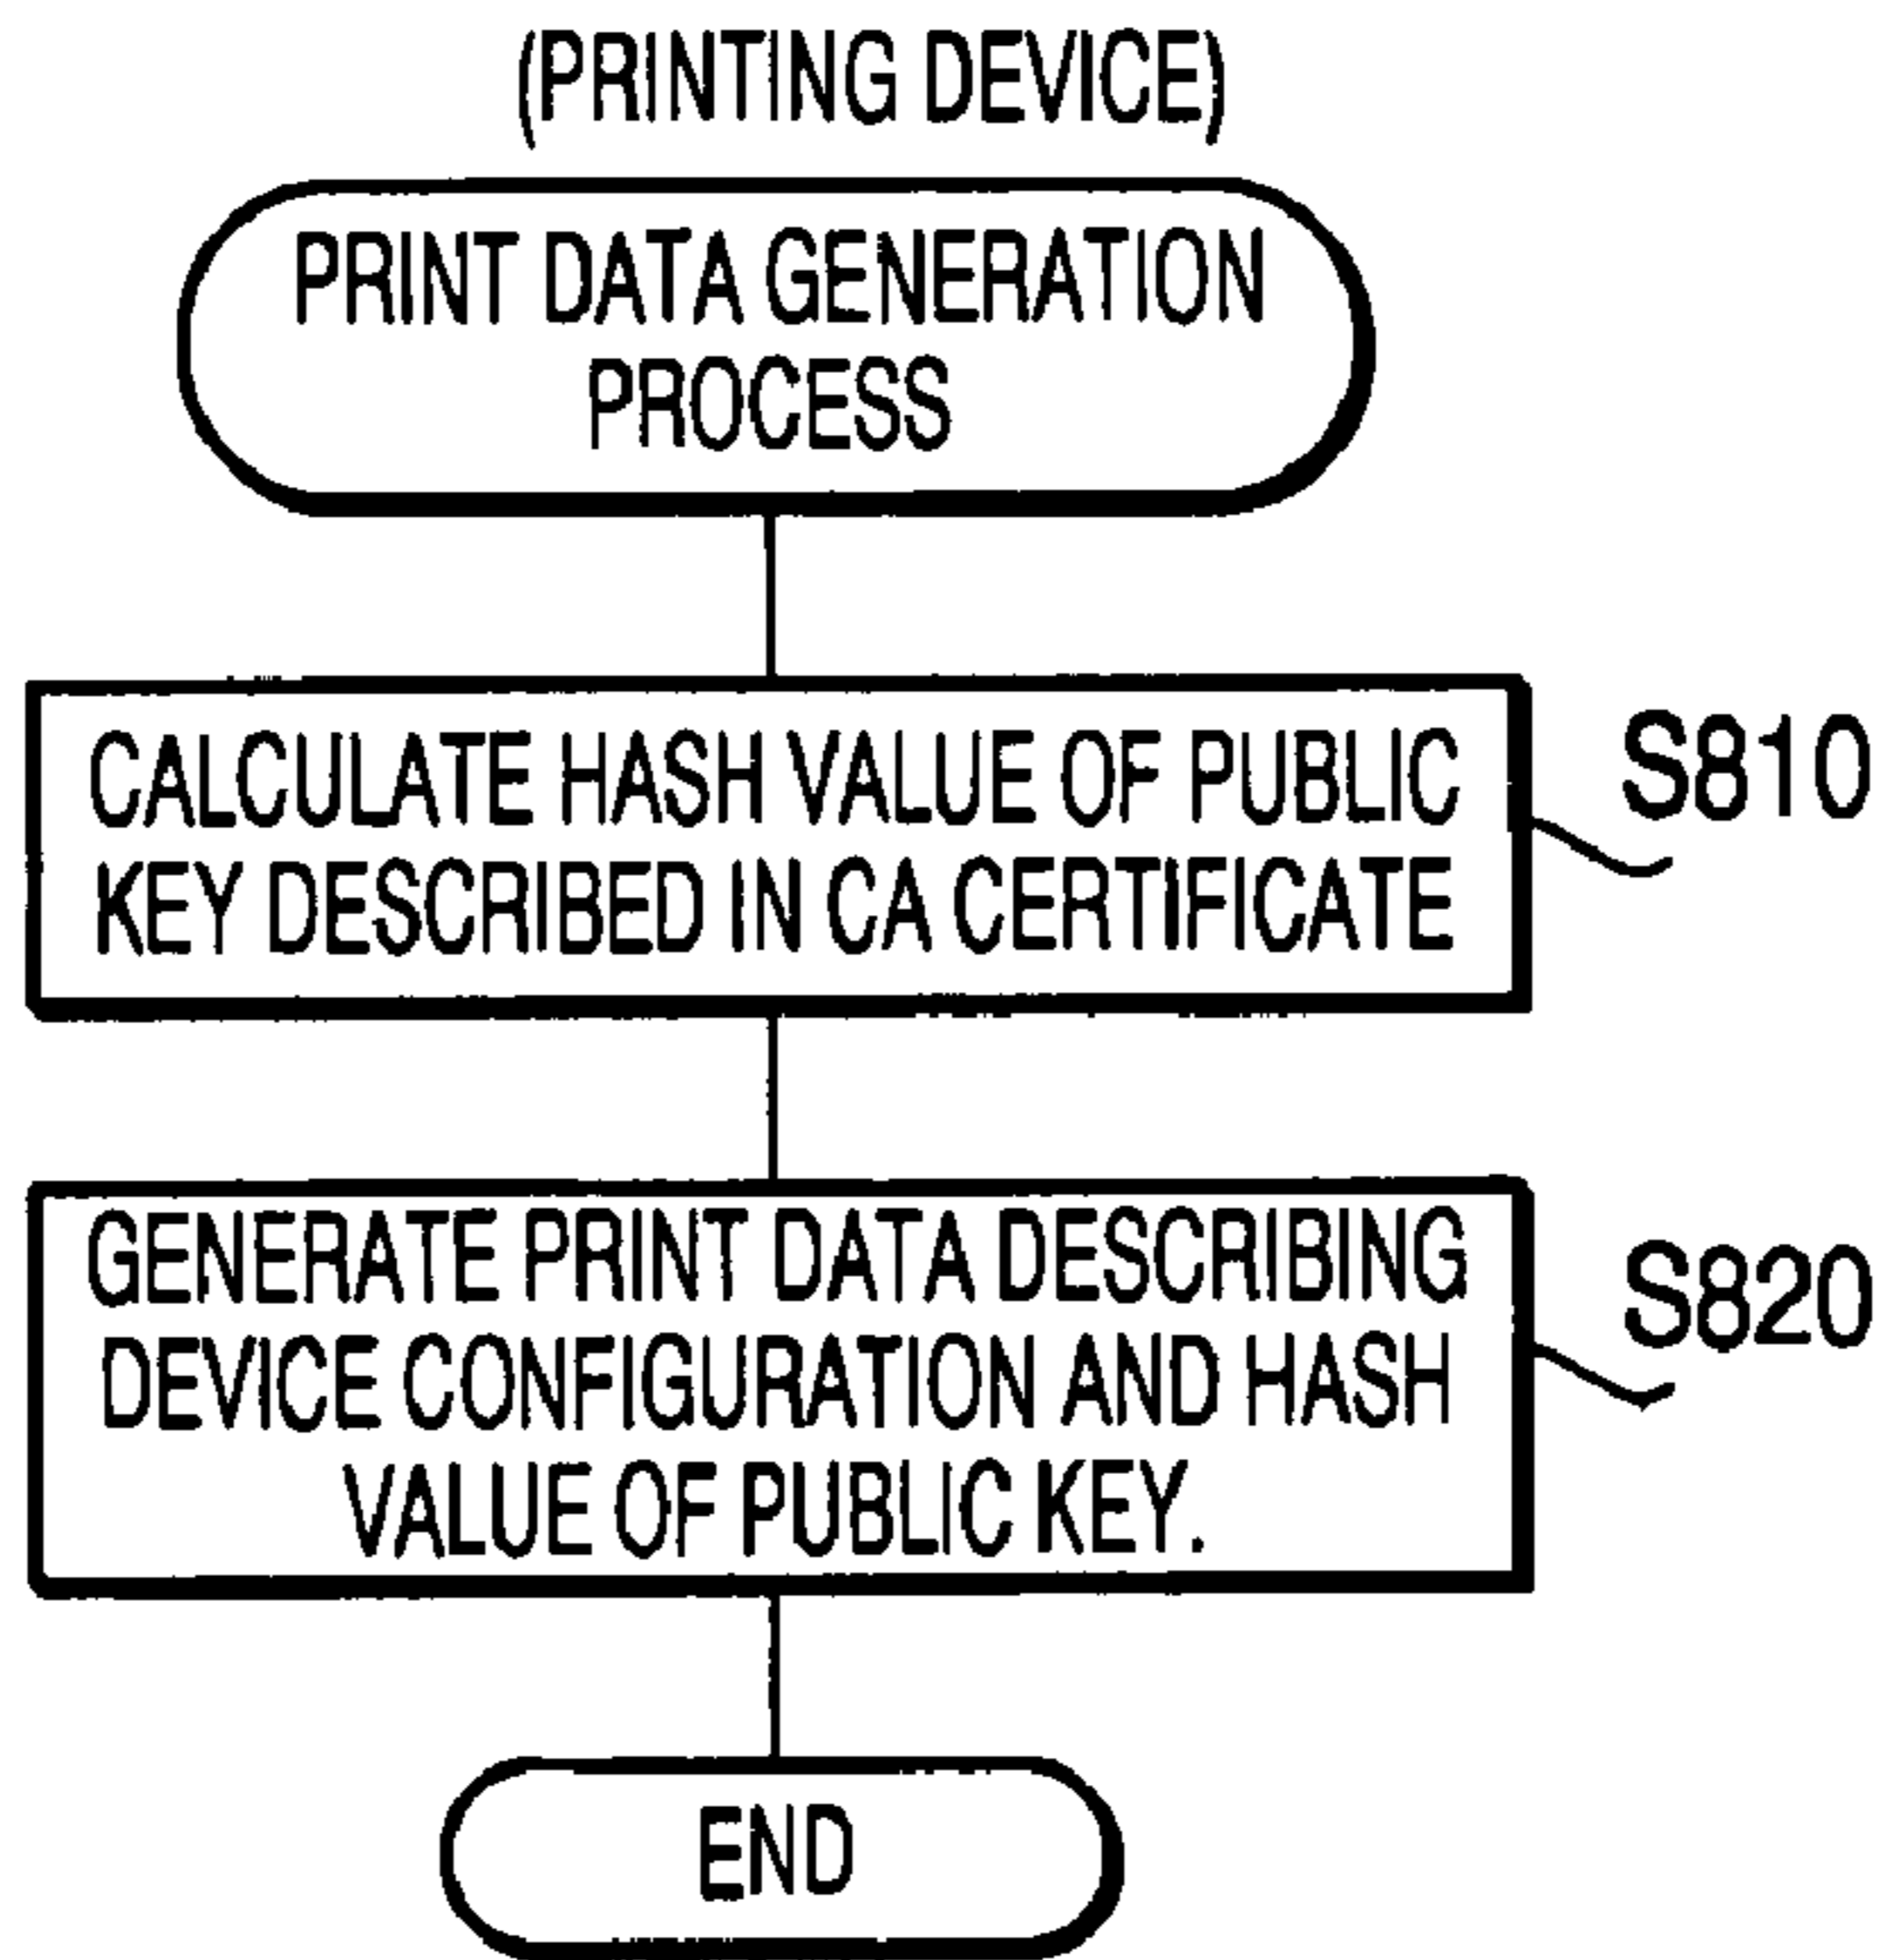 (PRINTING DEVICE)
PRINT DATA GENERATION
PROCESS
CALCULATE HASH VALUE OF PUBLIC
KEY DESCRIBED IN CA CERTIFICATE
S810
GENERATE PRINT DATA DESCRIBING
DEVICE CONFIGURATION AND HASH
VALUE OF PUBLIC KEY.
S820
END